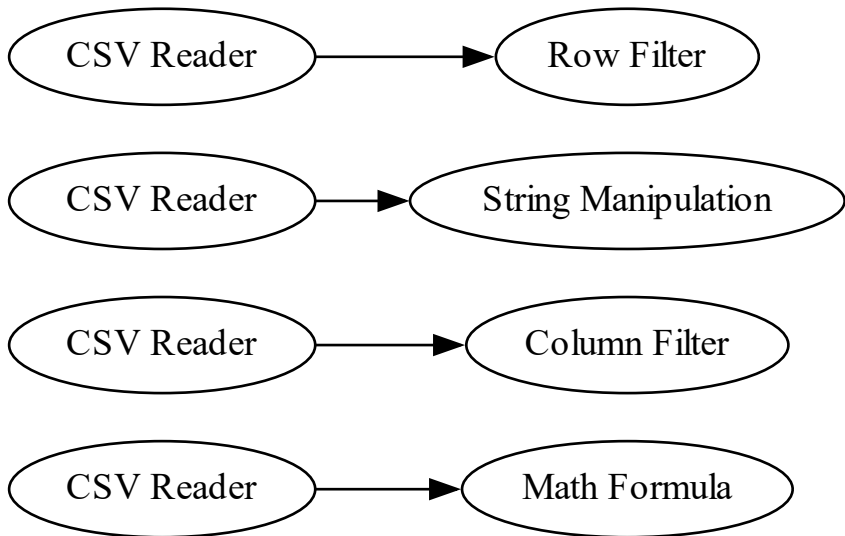 CSV Reader Row Filter
CSV Reader String Manipulation
CSV Reader Column Filter
CSV Reader Math Formula